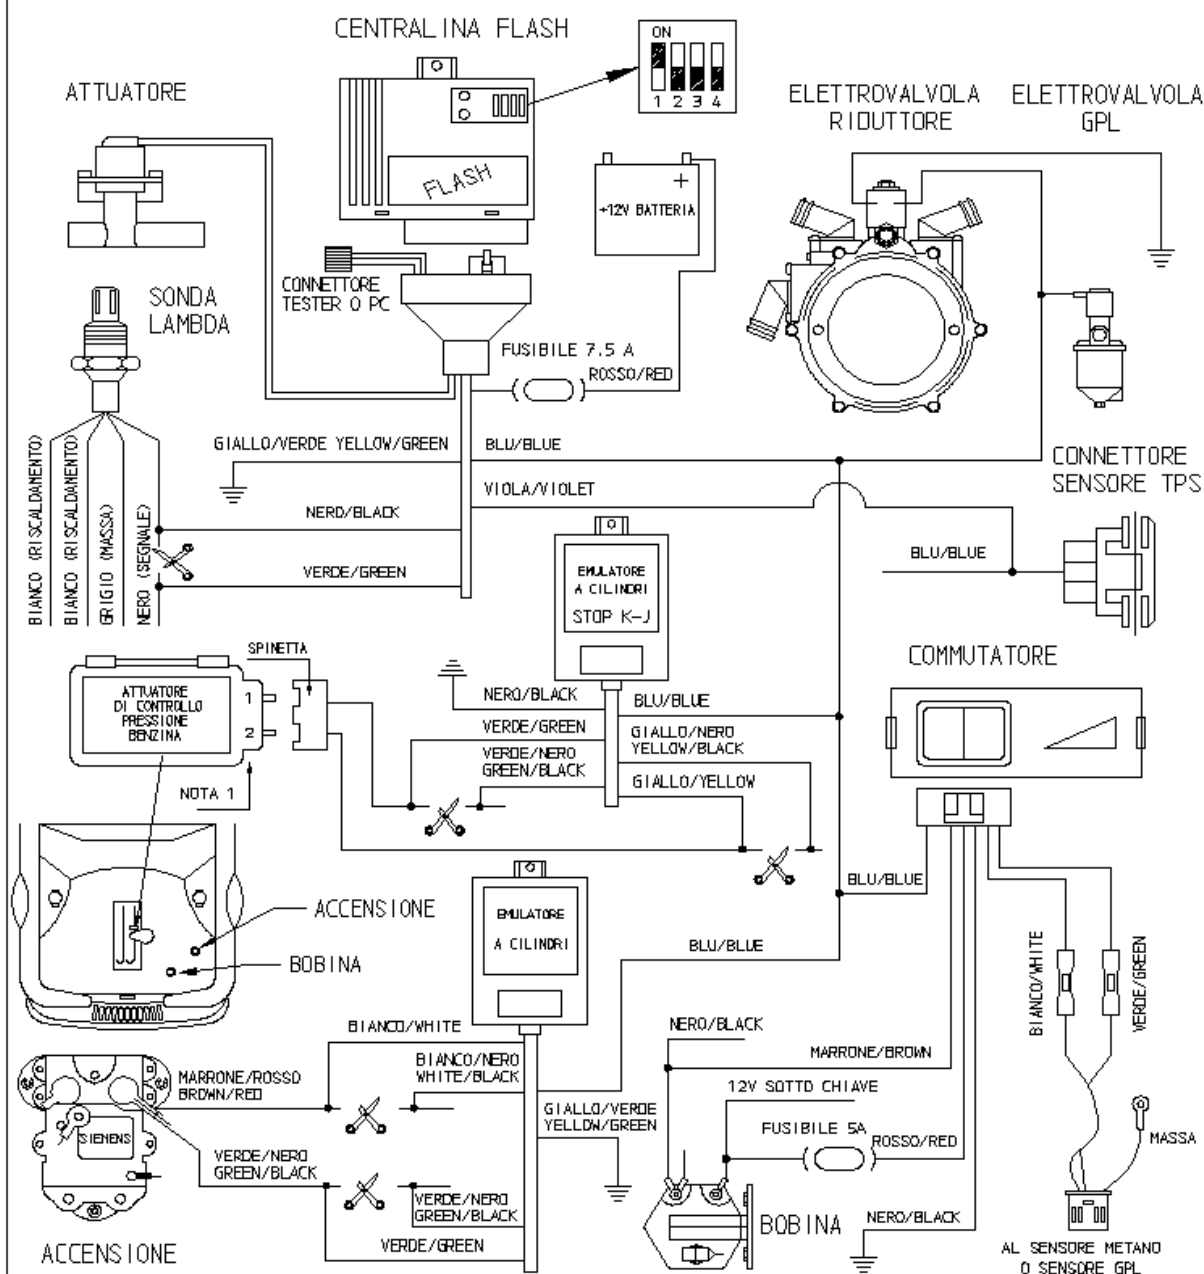 CENTRALINA FLASH
ON
1 2 3 4
ATTUATORE
ELETTROVALVOLA
RIDUTTORE
ELETTROVALVOLA
GPL
FLASH
+
+12V BATTERIA
CONNETTORE
TESTER O PC
SONDA
LAMBDA
FUSIBILE 7.5 A
ROSSO/RED
BIANCO (RISCALDAMENTO)
BIANCO (RISCALDAMENTO)
GRIGIO (MASSA)
NERO (SEGNALE)
GIALLO/VERDE YELLOW/GREEN
BLU/BLUE
CONNETTORE
SENSORE TPS
VIOLA/VIOLET
NERO/BLACK
BLU/BLUE
VERDE/GREEN
EMULATORE
A CILINDRI
STOP K-J
SPINETTA
COMMUTATORE
ATTUATORE
DI CONTROLLO
PRESSIONE
BENZINA
1
2
NERO/BLACK
BLU/BLUE
VERDE/GREEN
GIALLO/NERO
YELLOW/BLACK
VERDE/NERO
GREEN/BLACK
GIALLO/YELLOW
NOTA 1
BLU/BLUE
ACCENSIONE
BOBINA
EMULATORE
A CILINDRI
BLU/BLUE
BIANCO/WHITE
VERDE/GREEN
BIANCO/WHITE
NERO/BLACK
MARRONE/BROWN
BIANCO/NERO
WHITE/BLACK
MARRONE/ROSSO
BROWN/RED
12V SOTTO CHIAVE
GIALLO/VERDE
YELLOW/GREEN
FUSIBILE 5A
ROSSO/RED
MASSA
SIEMENS
VERDE/NERO
GREEN/BLACK
VERDE/NERO
GREEN/BLACK
VERDE/GREEN
BOBINA
NERO/BLACK
ACCENSIONE
AL SENSORE METANO
O SENSORE GPL